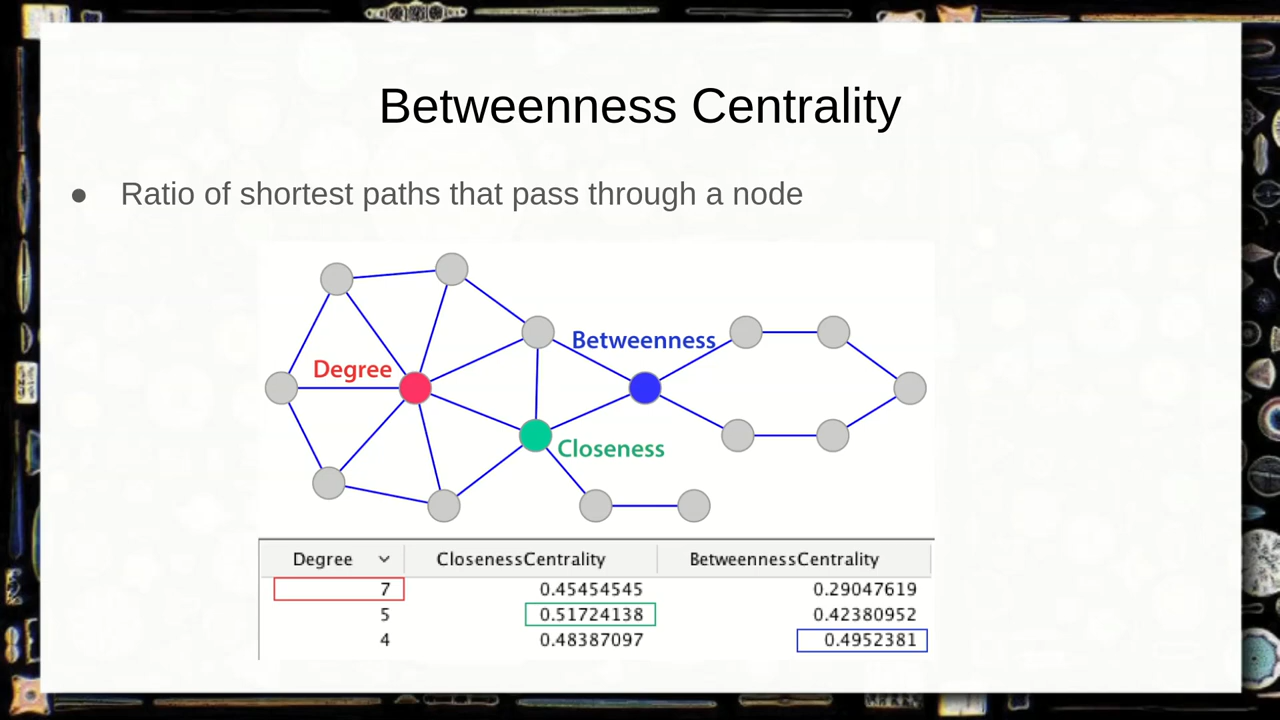 Betweenness Centrality
● Ratio of shortest paths that pass through a node
Betweenness
Degree
Closeness
Degree ClosenessCentrality BetweennessCentrality
7 0.45454545 0.29047619
5 0.51724138 0.42380952
4 0.48387097 0.4952381